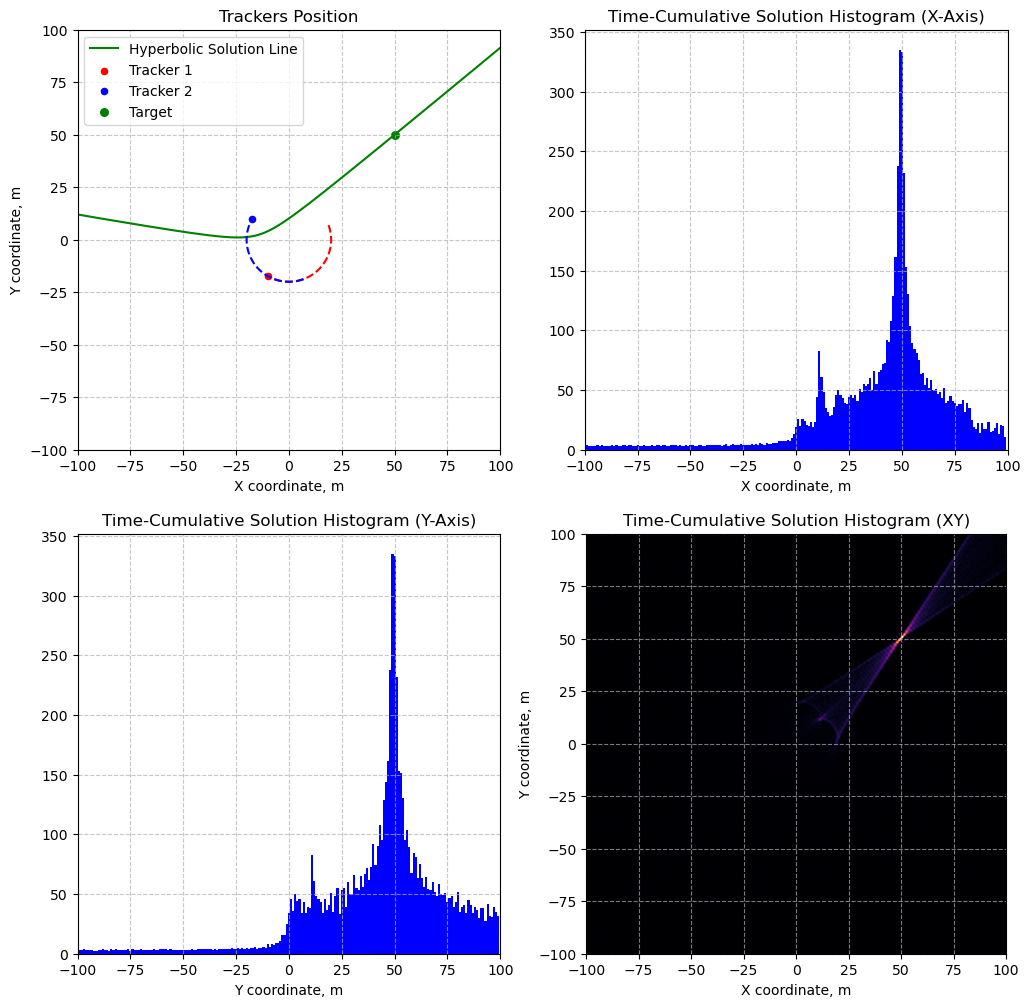 Trackers Position
100
75
50
25
0
−25
−50
−75
−100
Y coordinate, m
Hyperbolic Solution Line
Tracker 1
Tracker 2
Target
−100 −75 −50 −25 0 25 50 75 100
X coordinate, m
Time-Cumulative Solution Histogram (X-Axis)
350
300
250
200
150
100
50
0
−100 −75 −50 −25 0 25 50 75 100
X coordinate, m
Time-Cumulative Solution Histogram (Y-Axis)
350
300
250
200
150
100
50
0
−100 −75 −50 −25 0 25 50 75 100
Y coordinate, m
Time-Cumulative Solution Histogram (XY)
100
75
50
25
0
−25
−50
−75
−100
Y coordinate, m
−100 −75 −50 −25 0 25 50 75 100
X coordinate, m